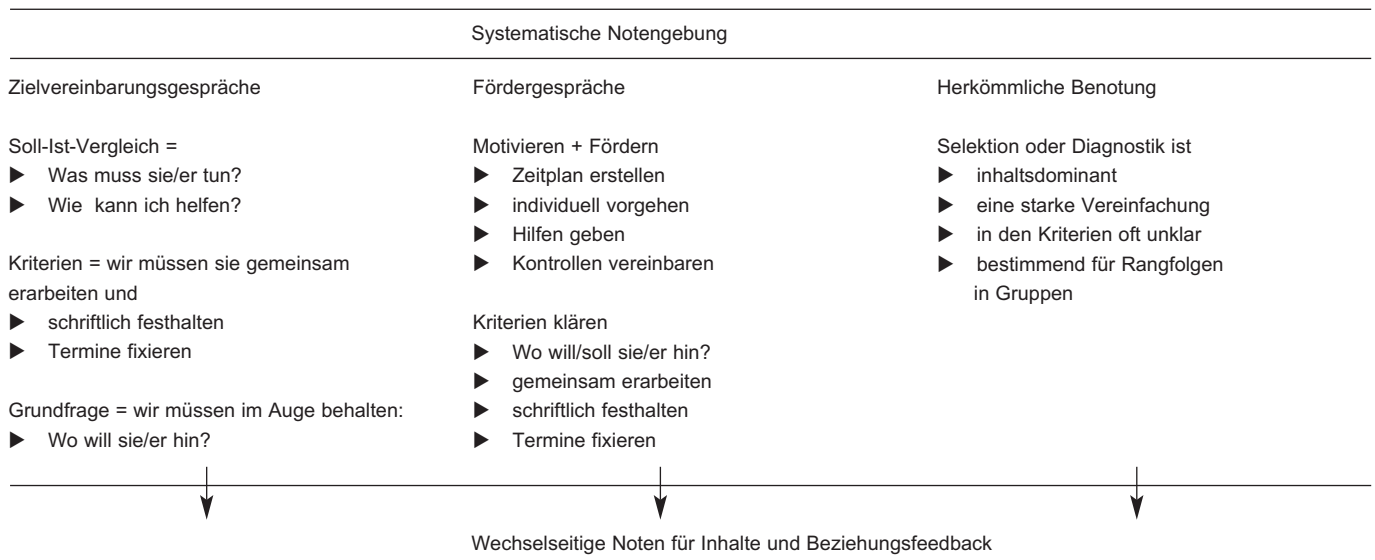 Systematische Notengebung
Zielvereinbarungsgespräche
Soll-Ist-Vergleich =
▶ Was muss sie/er tun?
▶ Wie kann ich helfen?
Kriterien = wir müssen sie gemeinsam
erarbeiten und
▶ schriftlich festhalten
▶ Termine fixieren
Grundfrage = wir müssen im Auge behalten:
▶ Wo will sie/er hin?
Fördergespräche
Motivieren + Fördern
▶ Zeitplan erstellen
▶ individuell vorgehen
▶ Hilfen geben
▶ Kontrollen vereinbaren
Kriterien klären
▶ Wo will/soll sie/er hin?
▶ gemeinsam erarbeiten
▶ schriftlich festhalten
▶ Termine fixieren
Herkömmliche Benotung
Selektion oder Diagnostik ist
▶ inhaltsdominant
▶ eine starke Vereinfachung
▶ in den Kriterien oft unklar
▶ bestimmend für Rangfolgen
in Gruppen
Wechselseitige Noten für Inhalte und Beziehungsfeedback